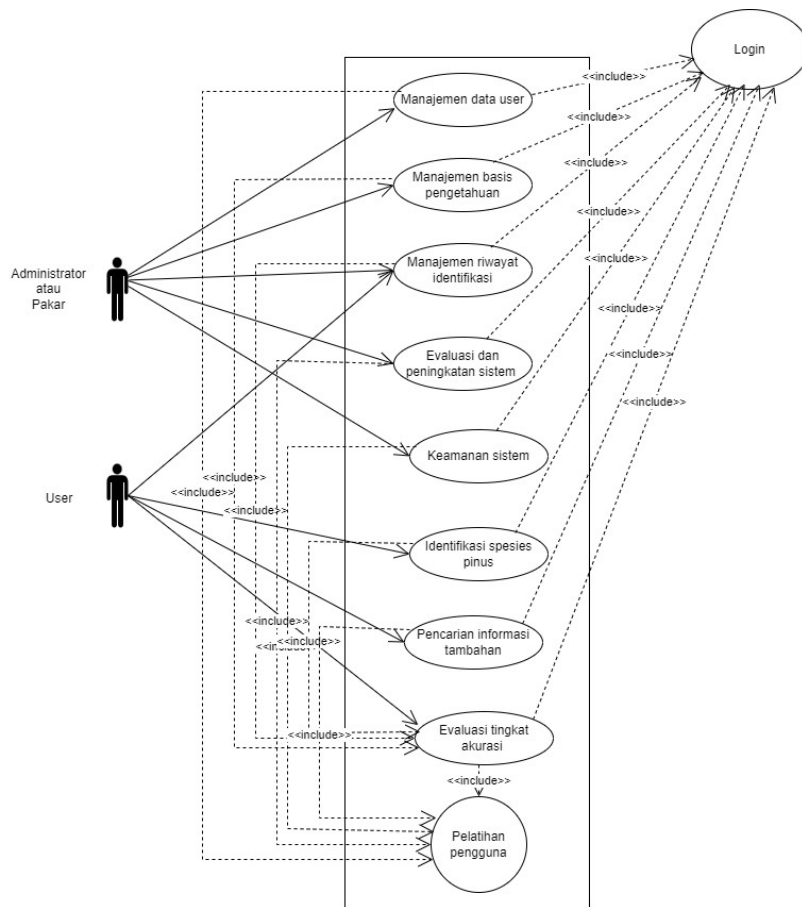 Login
<<include>>
Manajemen data user
<<include>>
Manajemen basis
pengetahuan
<<include>>
<<include>>
Administrator
atau
Pakar
Manajemen riwayat
identifikasi
<<include>>
<<include>>
Evaluasi dan
peningkatan sistem
<<include>>
<<include>>
Keamanan sistem
<<include>>
User
<<include>>
<<include>>
Identifikasi spesies
pinus
<<include>>
<<include>>
<<include>>
Pencarian informasi
tambahan
<<include>>
Evaluasi tingkat
akurasi
<<include>>
Pelatihan
pengguna